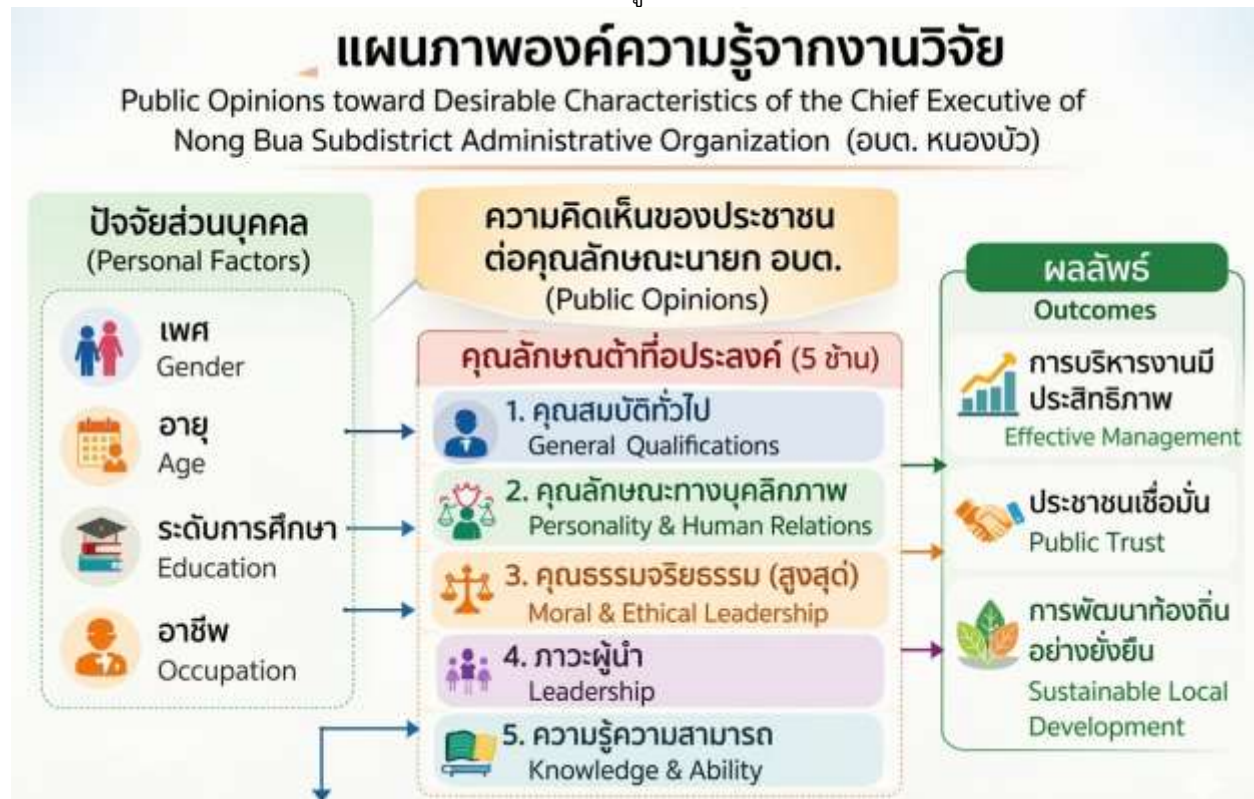 แผนภาพองค์ความรู้จากงานวิจัย
Public Opinions toward Desirable Characteristics of the Chief Executive of
Nong Bua Subdistrict Administrative Organization (อบต. หนองบัว)
ปัจจัยส่วนบุคคล
(Personal Factors)
เพศ
Gender
อายุ
Age
ระดับการศึกษา
Education
อาชีพ
Occupation
ความคิดเห็นของประชาชน
ต่อคุณลักษณะนายก อบต.
(Public Opinions)
คุณลักษณต้าที่อประลงค์ (5 ช้าน)
1. คุณสมบัติทั่วไป
General Qualifications
2. คุณลักษณะทางบุคลิกภาพ
Personality & Human Relations
3. คุณธรรมจริยธรรม (สูงสุด่)
Moral & Ethical Leadership
4. ภาวะผู้นำ
Leadership
5. ความรู้ความสามารถ
Knowledge & Ability
ผลลัพธ์
Outcomes
การบริหารงานมี
ประสิทธิภาพ
Effective Management
ประชาชนเชื่อมั่น
Public Trust
การพัฒนาท้องถิ่น
อย่างยั่งยืน
Sustainable Local
Development